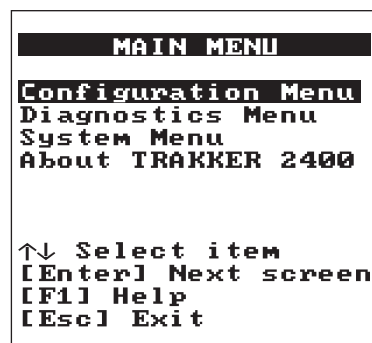 MAIN MENU
Configuration Menu
Diagnostics Menu
System Menu
About TRAKKER 2400
↑↓ Select item
[Enter] Next screen
[F1] Help
[Esc] Exit